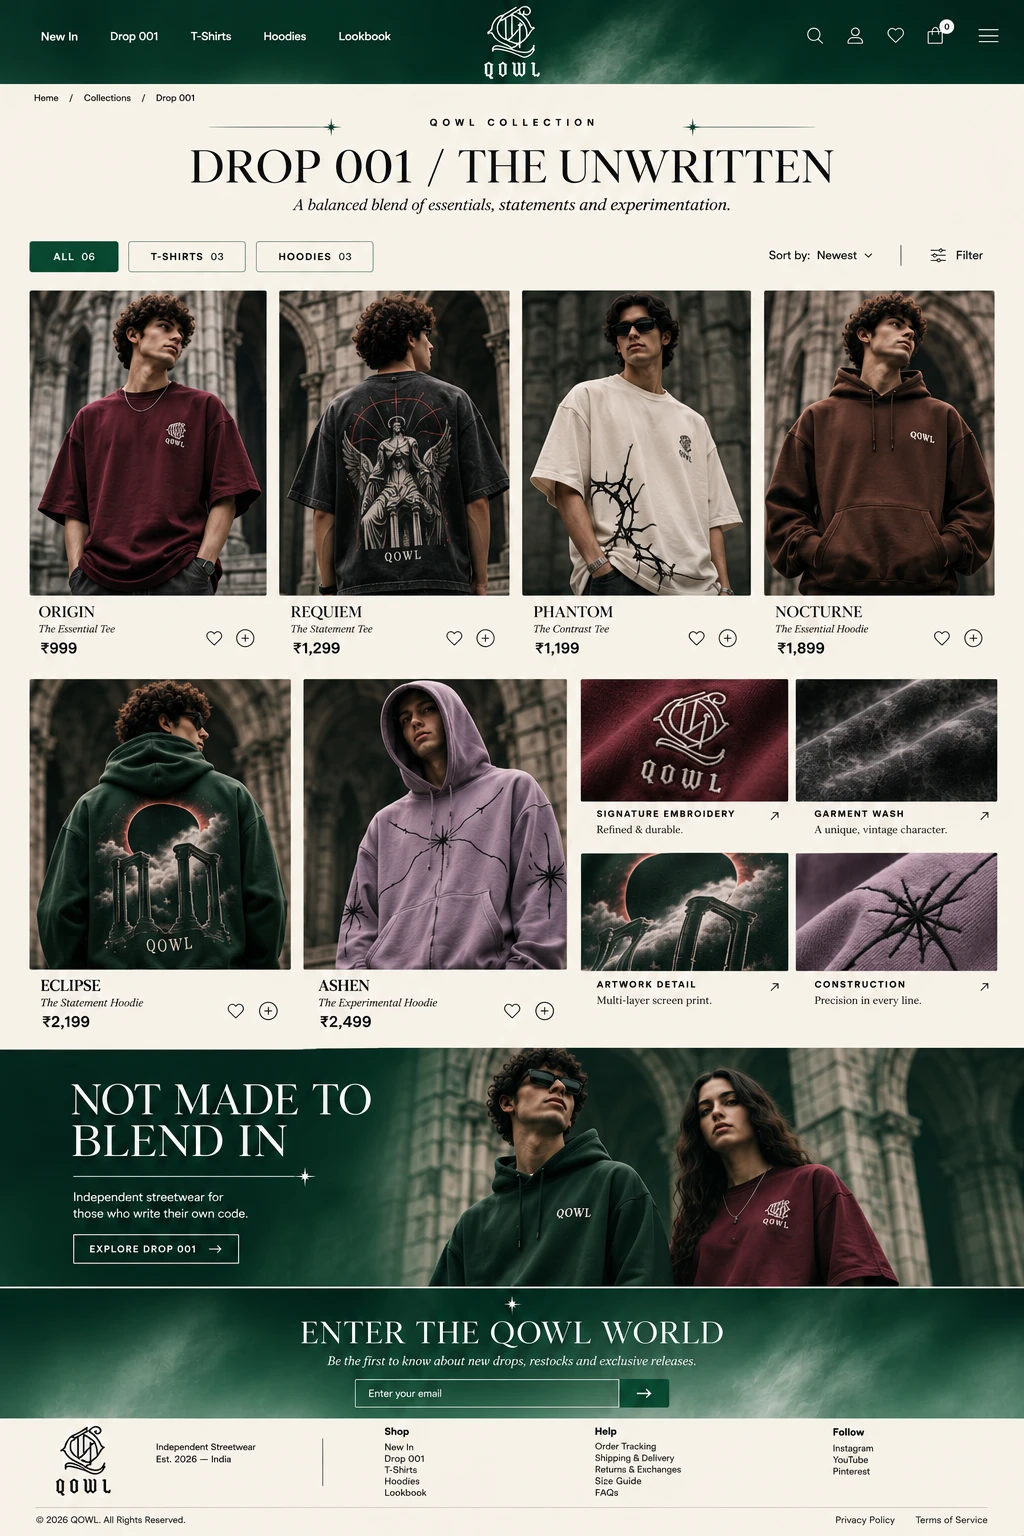 New In
Drop 001
T-Shirts
Hoodies
Lookbook
QOWL
0
Home / Collections / Drop 001
QOWL COLLECTION
DROP 001 / THE UNWRITTEN
A balanced blend of essentials, statements and experimentation.
ALL 06
T-SHIRTS 03
HOODIES 03
Sort by: Newest
Filter
QOWL
QOWL
QOWL
QOWL
ORIGIN
The Essential Tee
₹999
REQUIEM
The Statement Tee
₹1,299
PHANTOM
The Contrast Tee
₹1,199
NOCTURNE
The Essential Hoodie
₹1,899
QOWL
QOWL
SIGNATURE EMBROIDERY
Refined & durable.
GARMENT WASH
A unique, vintage character.
ECLIPSE
The Statement Hoodie
₹2,199
ASHEN
The Experimental Hoodie
₹2,499
ARTWORK DETAIL
Multi-layer screen print.
CONSTRUCTION
Precision in every line.
NOT MADE TO
BLEND IN
Independent streetwear for
those who write their own code.
EXPLORE DROP 001
QOWL
QOWL
ENTER THE QOWL WORLD
Be the first to know about new drops, restocks and exclusive releases.
Enter your email
QOWL
Independent Streetwear
Est. 2026 — India
Shop
New In
Drop 001
T-Shirts
Hoodies
Lookbook
Help
Order Tracking
Shipping & Delivery
Returns & Exchanges
Size Guide
FAQs
Follow
Instagram
YouTube
Pinterest
© 2026 QOWL. All Rights Reserved.
Privacy Policy
Terms of Service